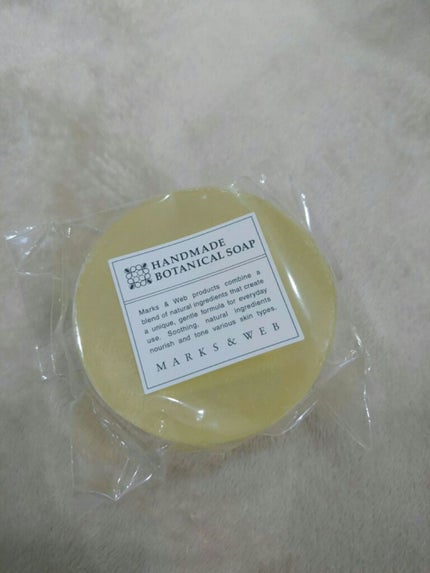 HANDMADE
BOTANICAL SOAP
Marks & Web products combine a
blend of natural ingredients that create
a unique, gentle formula for everyday
use. Soothing, natural ingredients
nourish and tone various skin types.
MARKS & WEB